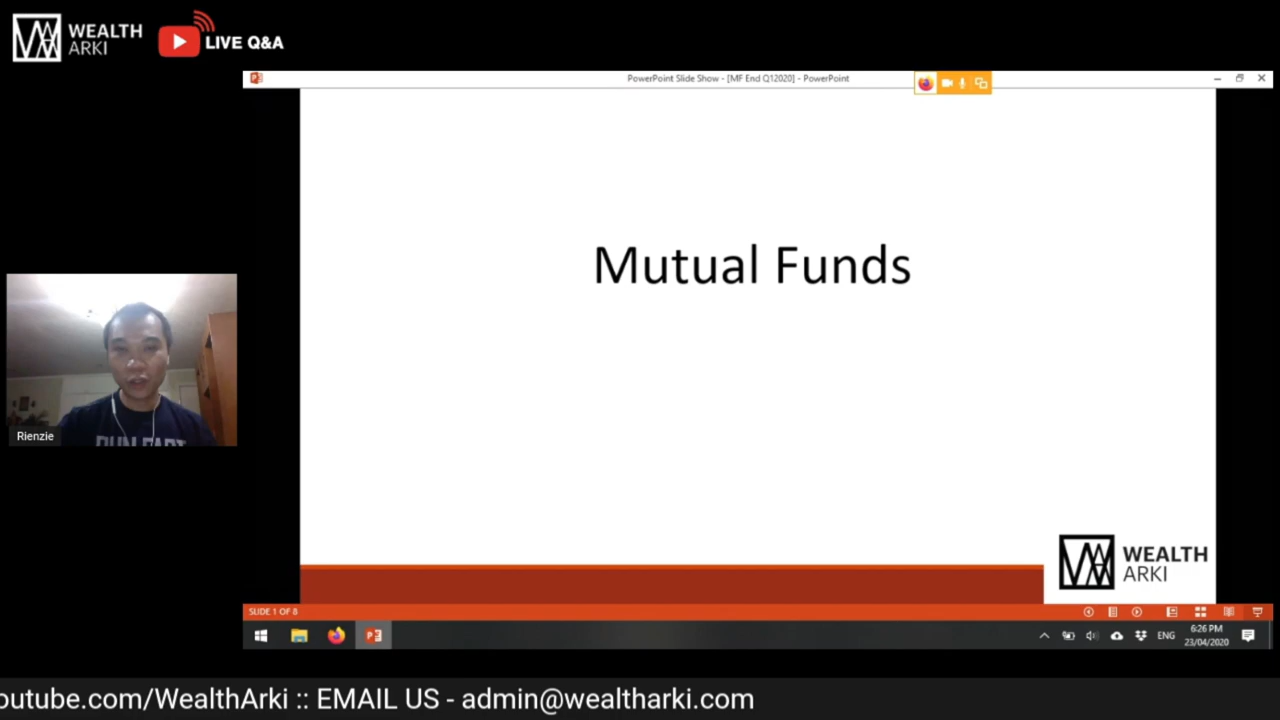 WEALTH
ARKI
LIVE Q&A
PowerPoint Slide Show - [MF End Q12020] - PowerPoint
Mutual Funds
Rienzie
WEALTH
ARKI
SLIDE 1 OF 8
ENG
6:26 PM
23/04/2020
outube.com/WealthArki :: EMAIL US - admin@wealtharki.com